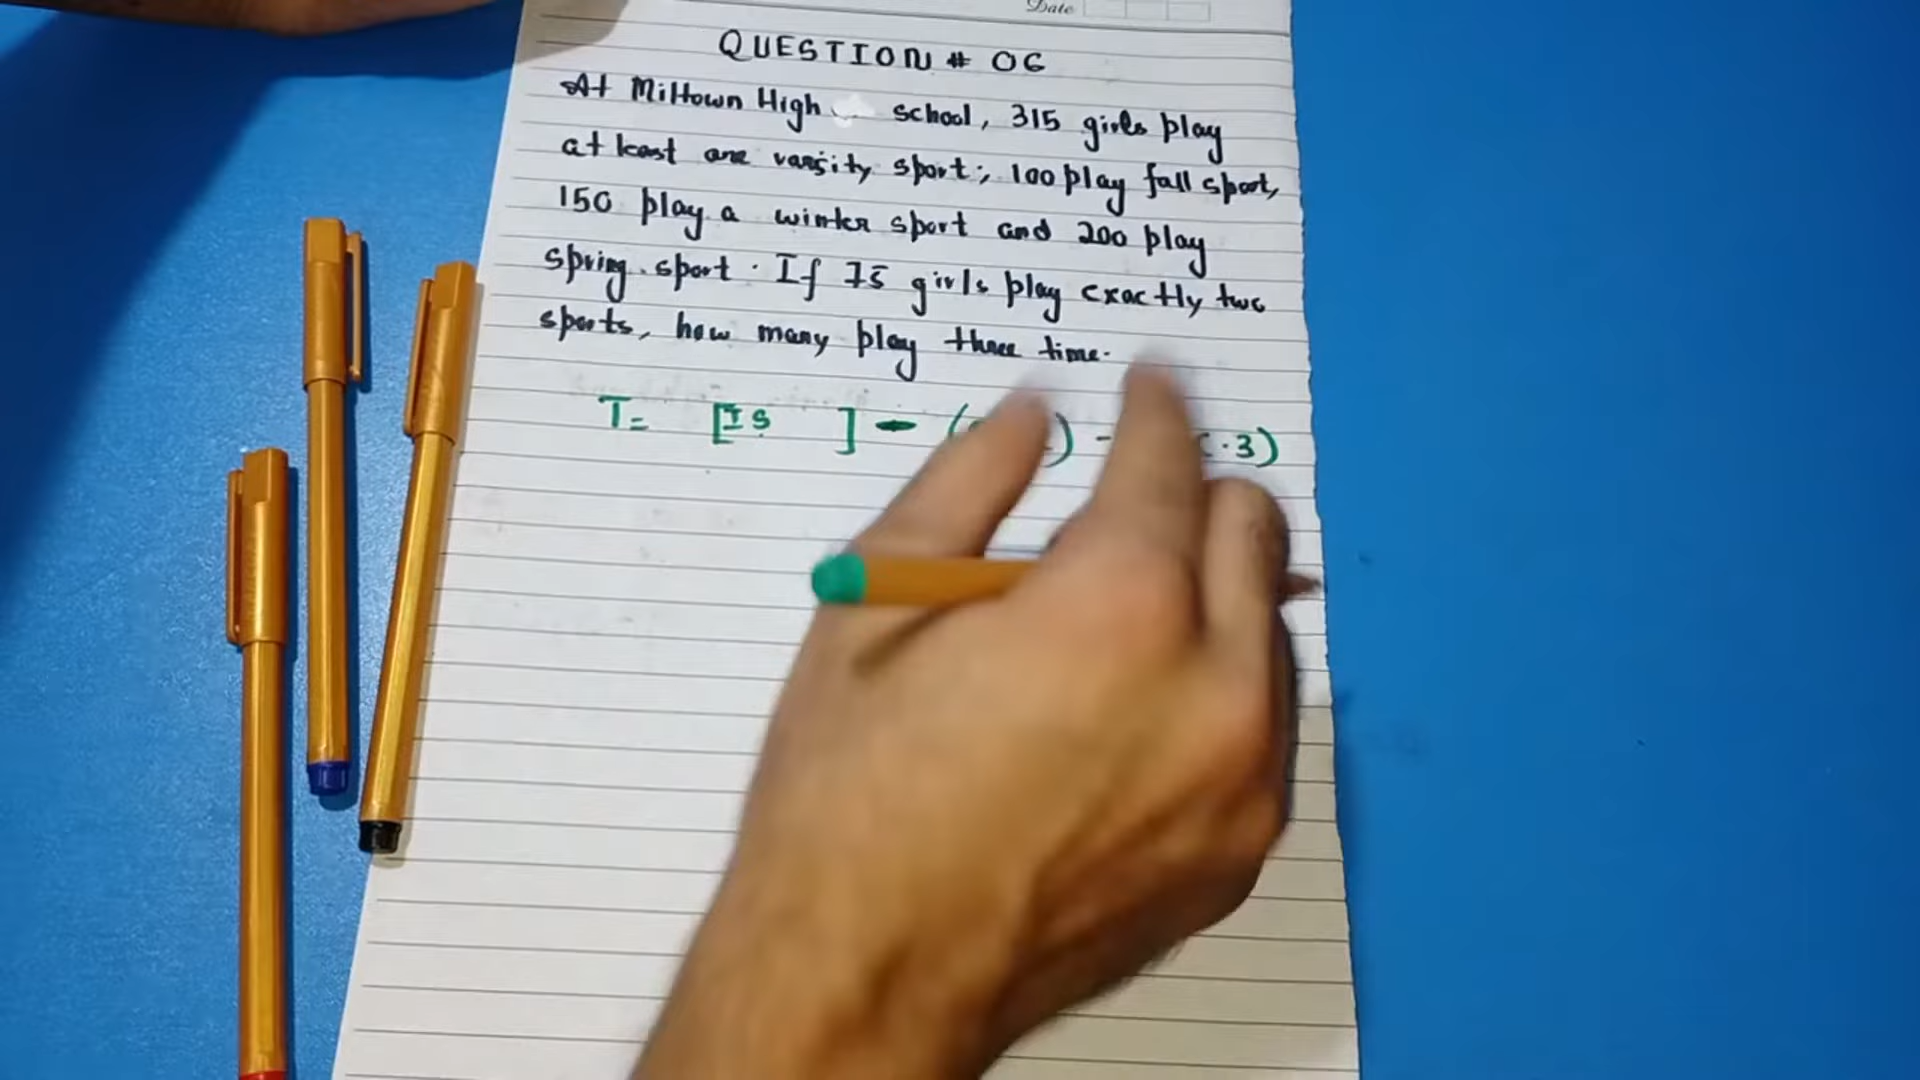 Date
QUESTION # 06
At Miltown High school, 315 girls play
at least one varsity sport; 100 play fall sport,
150 play a winter sport and 200 play
spring sport. If 75 girls play exactly two
sports, how many play three time.
T= [IS ] - ( ) - .3)